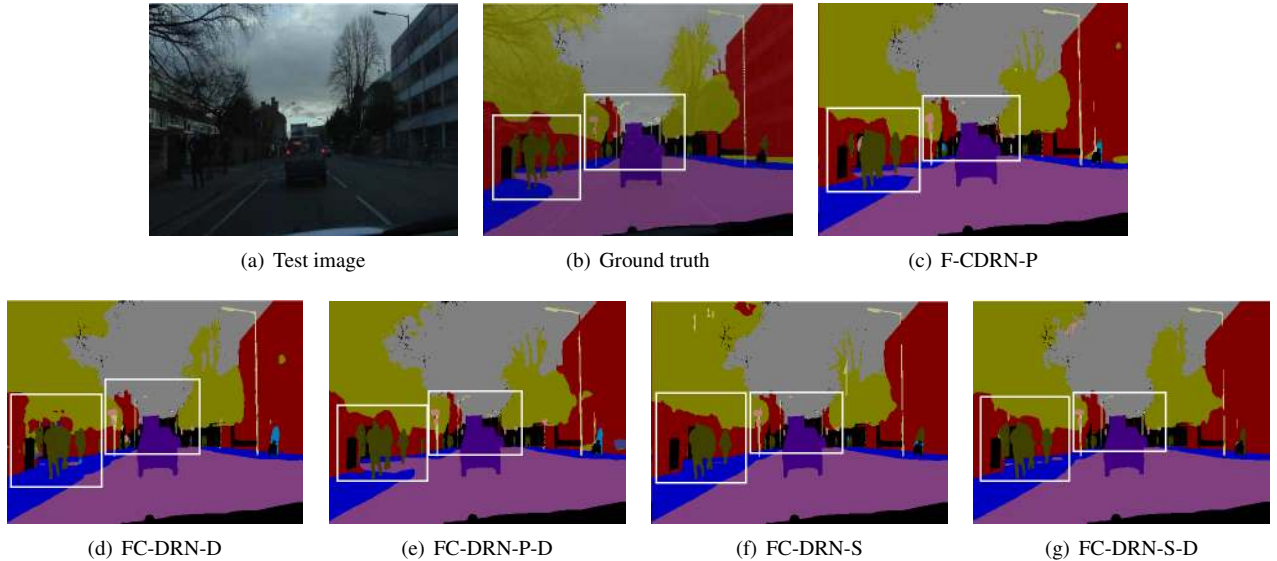 (a) Test image
(b) Ground truth
(c) F-CDRN-P
(d) FC-DRN-D
(e) FC-DRN-P-D
(f) FC-DRN-S
(g) FC-DRN-S-D